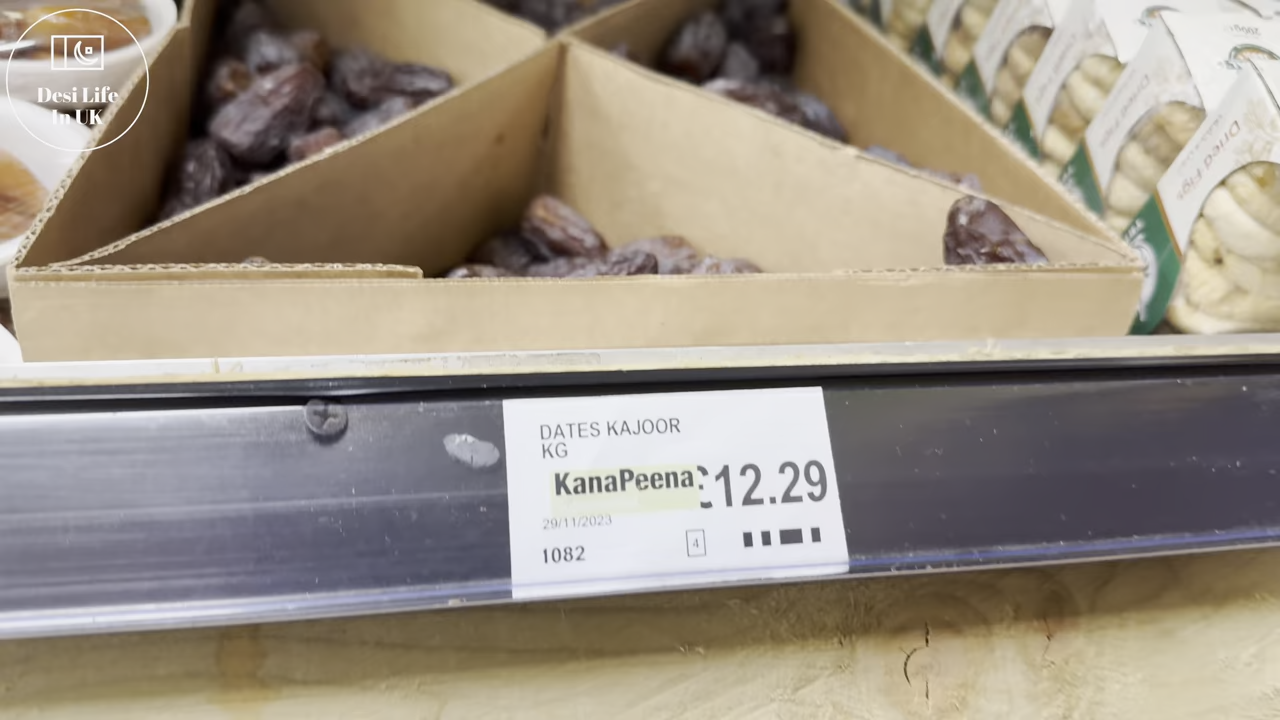 Desi Life
In UK
Dried Figs
DATES KAJOOR
KG
KanaPeena
£12.29
29/11/2023
4
1082